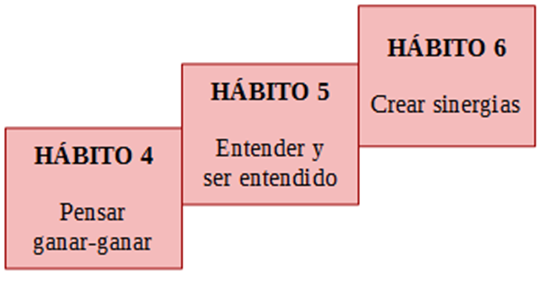 HÁBITO 4
Pensar
ganar-ganar
HÁBITO 5
Entender y
ser entendido
HÁBITO 6
Crear sinergias